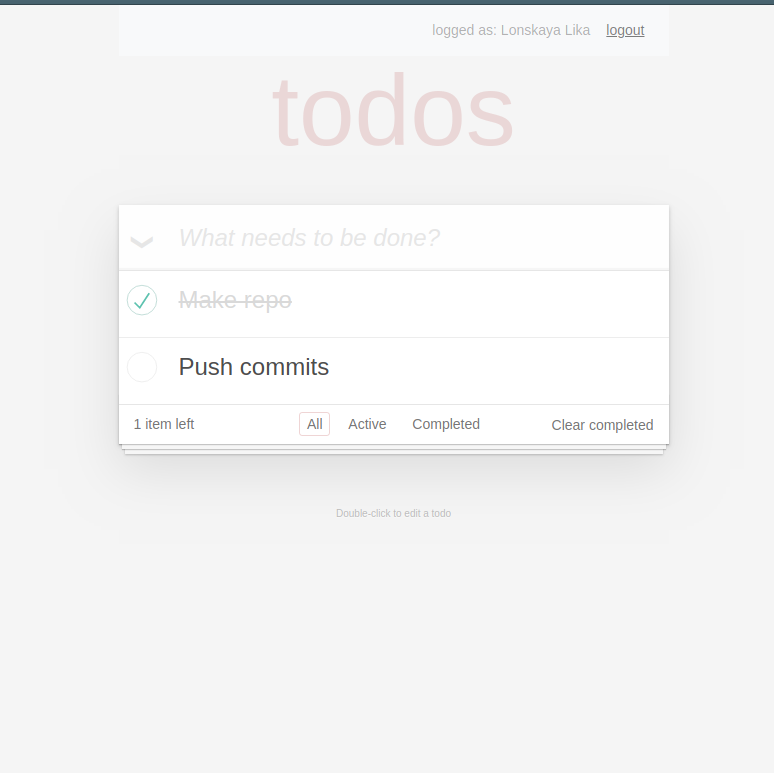 logged as: Lonskaya Lika logout
todos
What needs to be done?
Make repo
Push commits
1 item left All Active Completed Clear completed
Double-click to edit a todo